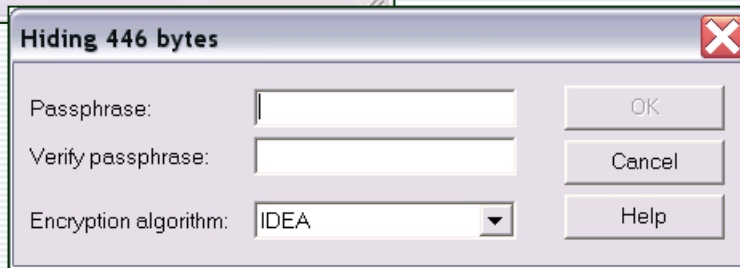 Hiding 446 bytes
Passphrase:
OK
Verify passphrase:
Cancel
Encryption algorithm: IDEA
Help